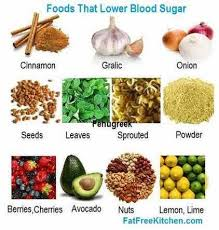 Foods That Lower Blood Sugar
Cinnamon Gralic Onion
Fenugreek
Seeds Leaves Sprouted Powder
Berries,Cherries Avocado Nuts Lemon, Lime
FatFreeKitchen.com